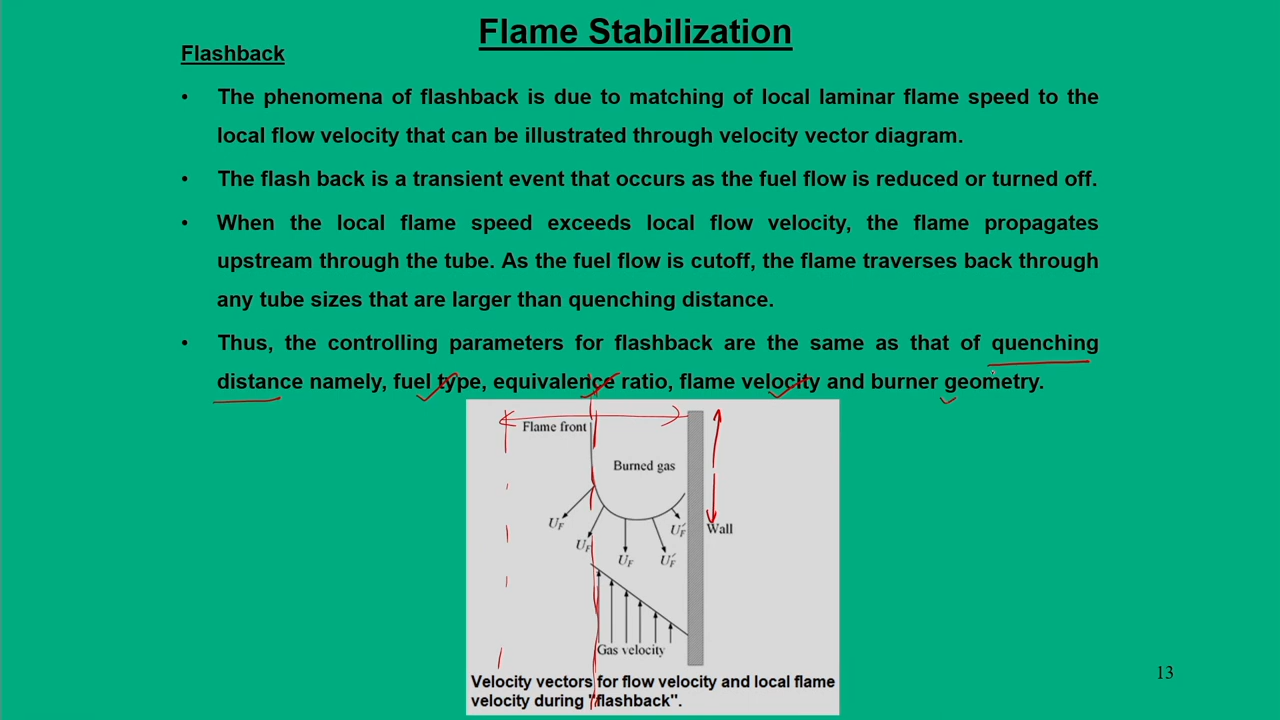 Flame Stabilization
Flashback
• The phenomena of flashback is due to matching of local laminar flame speed to the
local flow velocity that can be illustrated through velocity vector diagram.
• The flash back is a transient event that occurs as the fuel flow is reduced or turned off.
• When the local flame speed exceeds local flow velocity, the flame propagates
upstream through the tube. As the fuel flow is cutoff, the flame traverses back through
any tube sizes that are larger than quenching distance.
• Thus, the controlling parameters for flashback are the same as that of quenching
distance namely, fuel type, equivalence ratio, flame velocity and burner geometry.
Flame front
Burned gas
U_F
U_F
U_F
U_F′
U_F′
Wall
Gas velocity
Velocity vectors for flow velocity and local flame
velocity during "flashback".
13